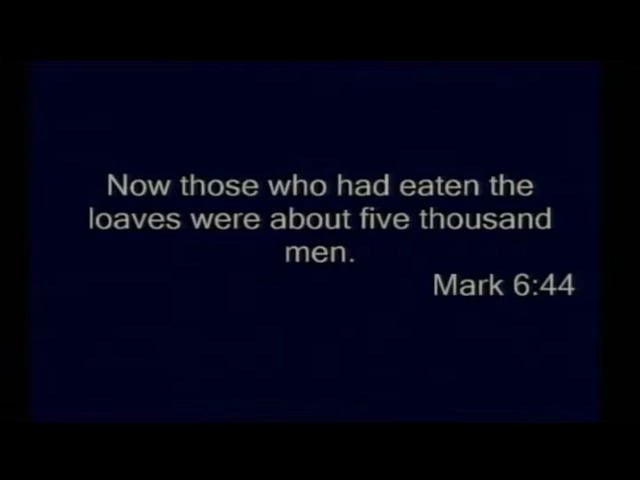 Now those who had eaten the
loaves were about five thousand
men.
Mark 6:44